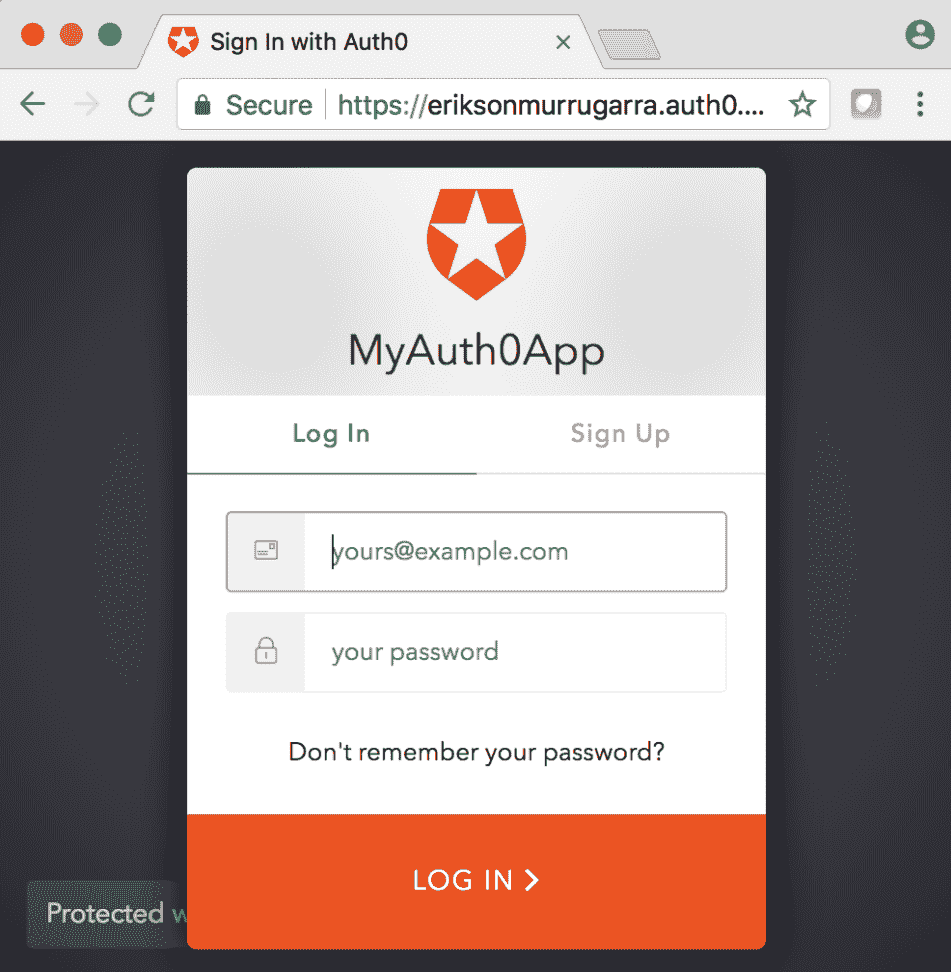 Sign In with Auth0
Secure https://eriksonmurrugarra.auth0....
MyAuth0App
Log In Sign Up
yours@example.com
your password
Don't remember your password?
LOG IN
Protected w